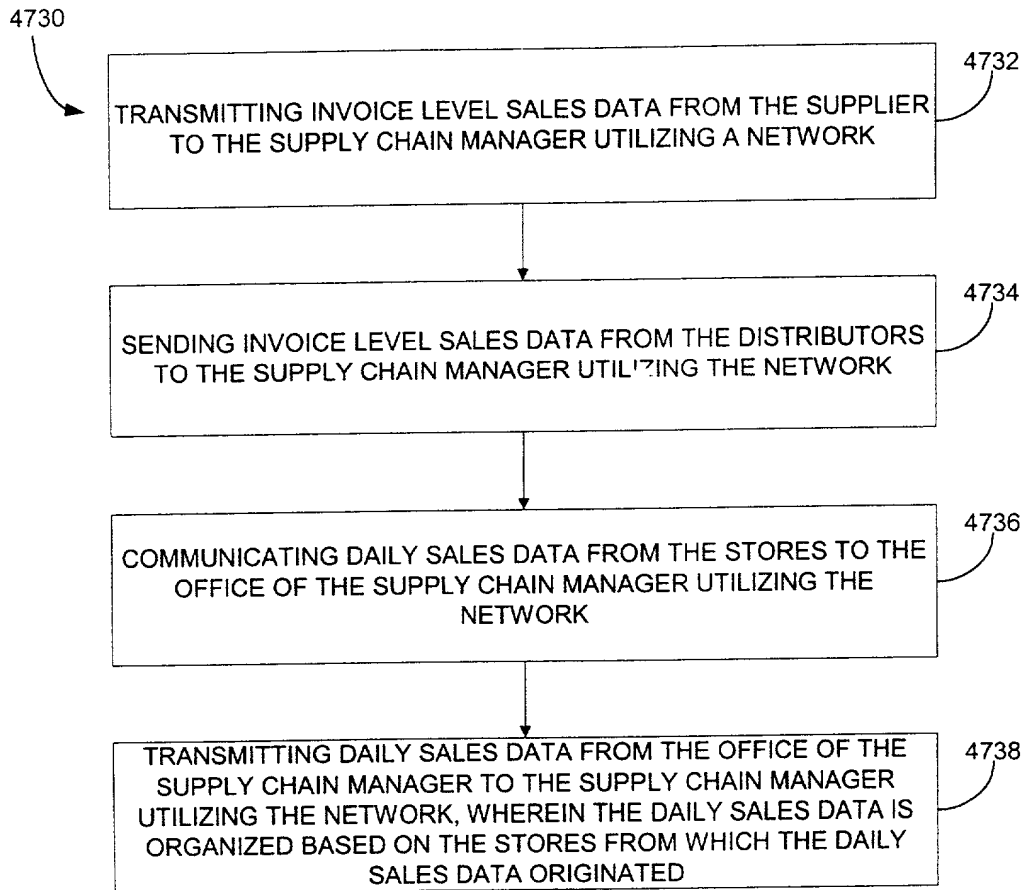 4730
4732
TRANSMITTING INVOICE LEVEL SALES DATA FROM THE SUPPLIER
TO THE SUPPLY CHAIN MANAGER UTILIZING A NETWORK
4734
SENDING INVOICE LEVEL SALES DATA FROM THE DISTRIBUTORS
TO THE SUPPLY CHAIN MANAGER UTILIZING THE NETWORK
4736
COMMUNICATING DAILY SALES DATA FROM THE STORES TO THE
OFFICE OF THE SUPPLY CHAIN MANAGER UTILIZING THE
NETWORK
4738
TRANSMITTING DAILY SALES DATA FROM THE OFFICE OF THE
SUPPLY CHAIN MANAGER TO THE SUPPLY CHAIN MANAGER
UTILIZING THE NETWORK, WHEREIN THE DAILY SALES DATA IS
ORGANIZED BASED ON THE STORES FROM WHICH THE DAILY
SALES DATA ORIGINATED